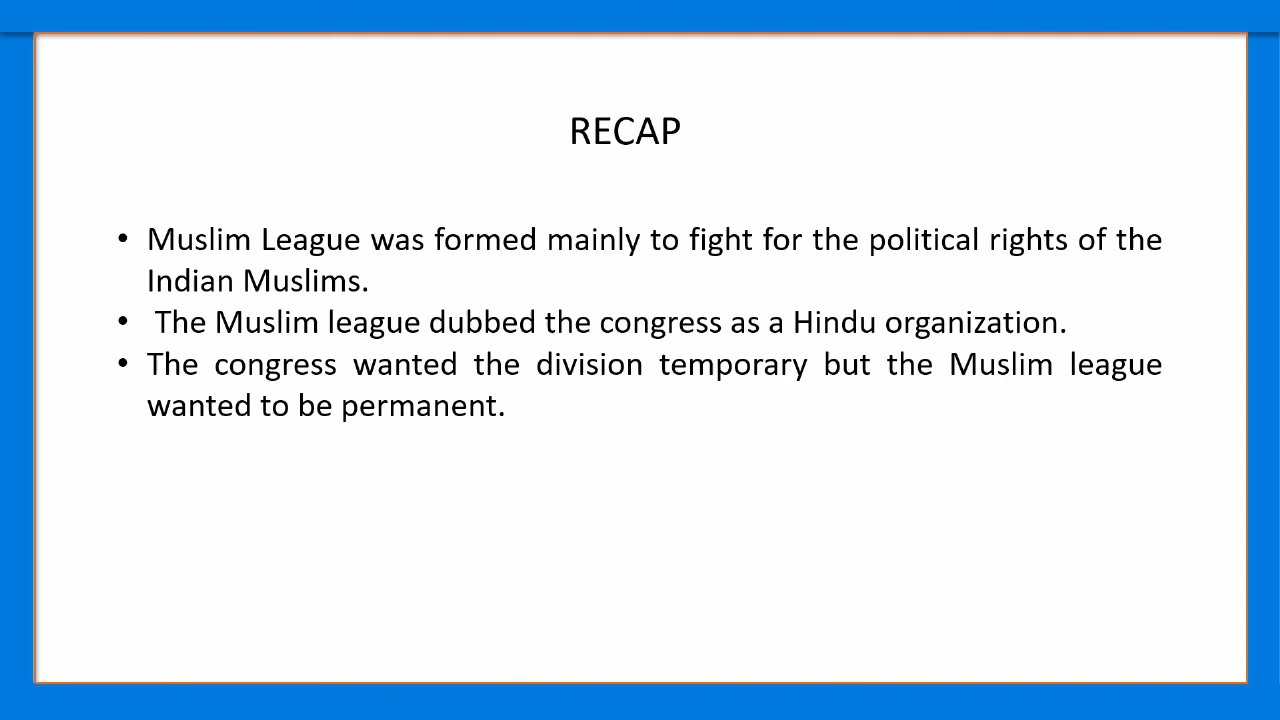 RECAP
• Muslim League was formed mainly to fight for the political rights of the
Indian Muslims.
• The Muslim league dubbed the congress as a Hindu organization.
• The congress wanted the division temporary but the Muslim league
wanted to be permanent.